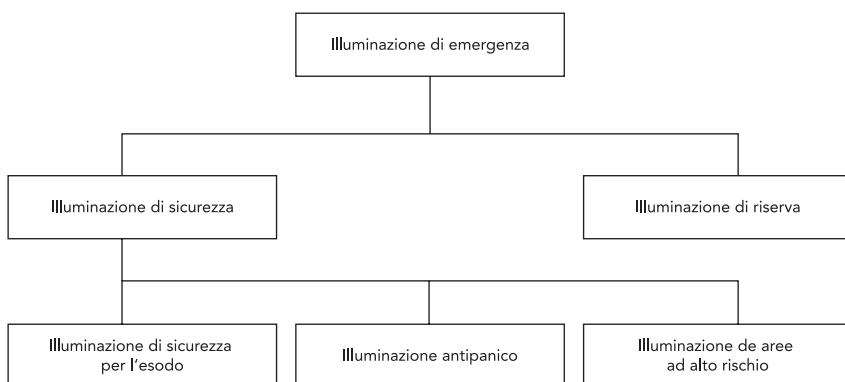 Illuminazione di emergenza
Illuminazione di sicurezza
Illuminazione di riserva
Illuminazione di sicurezza
per l'esodo
Illuminazione antipanico
Illuminazione de aree
ad alto rischio